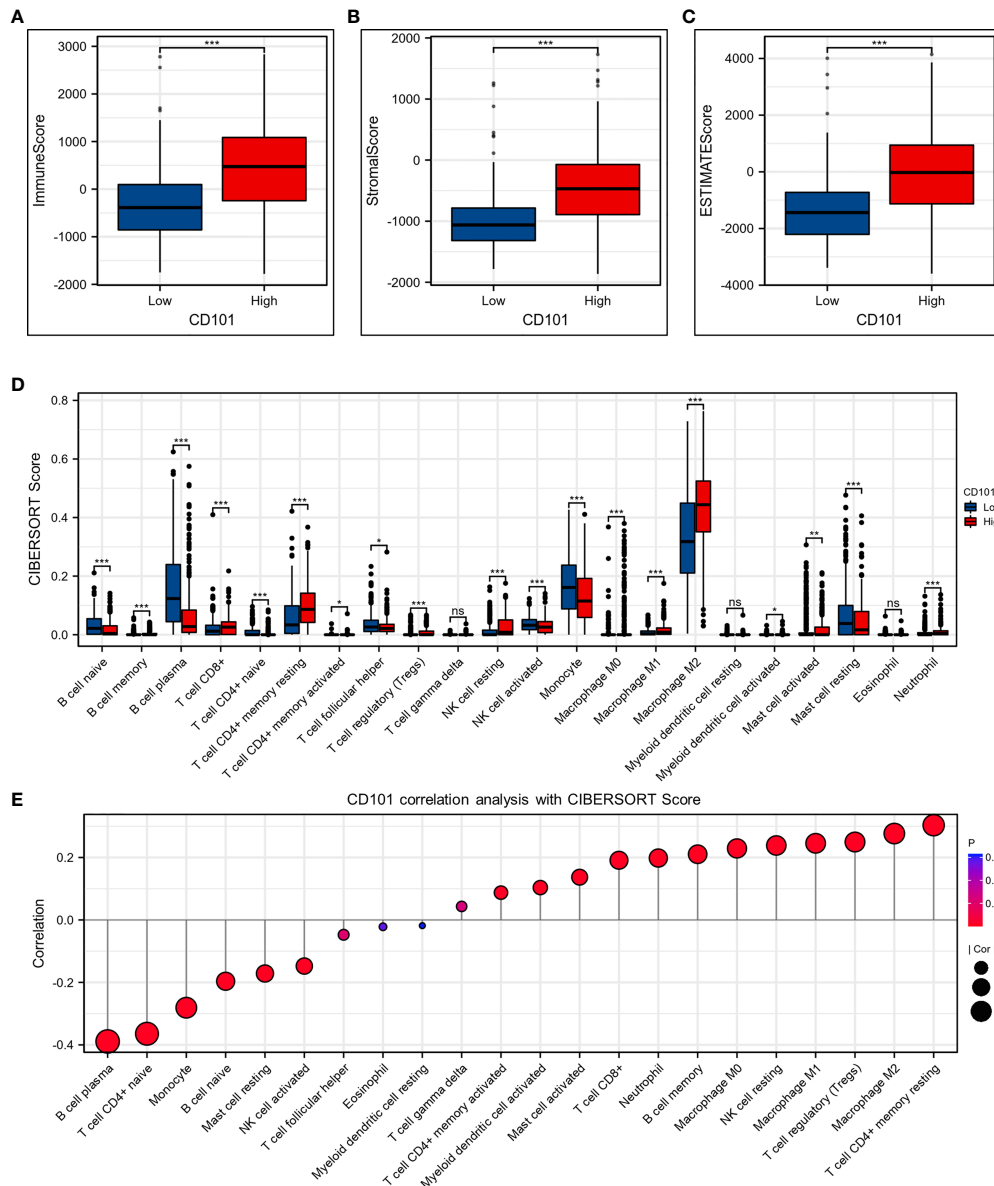 A
ImmuneScore
3000
2000
1000
0
-1000
-2000
***
Low
High
CD101
B
StromalScore
2000
1000
0
-1000
-2000
***
Low
High
CD101
C
ESTIMATEScore
4000
2000
0
-2000
-4000
***
Low
High
CD101
D
CIBERSORT Score
0.8
0.6
0.4
0.2
0.0
***
***
***
***
***
***
*
*
***
ns
***
***
***
***
***
***
ns
*
**
***
ns
***
B cell naive
B cell memory
B cell plasma
T cell CD8+
T cell CD4+ naive
T cell CD4+ memory resting
T cell CD4+ memory activated
T cell follicular helper
T cell regulatory (Tregs)
T cell gamma delta
NK cell resting
NK cell activated
Monocyte
Macrophage M0
Macrophage M1
Macrophage M2
Myeloid dendritic cell resting
Myeloid dendritic cell activated
Mast cell activated
Mast cell resting
Eosinophil
Neutrophil
CD101
Lo
Hi
E
CD101 correlation analysis with CIBERSORT Score
Correlation
0.2
0.0
-0.2
-0.4
B cell plasma
T cell CD4+ naive
Monocyte
B cell naive
Mast cell resting
NK cell activated
T cell follicular helper
Eosinophil
Myeloid dendritic cell resting
T cell gamma delta
T cell CD4+ memory activated
Myeloid dendritic cell activated
Mast cell activated
T cell CD8+
Neutrophil
B cell memory
Macrophage M0
NK cell resting
Macrophage M1
T cell regulatory (Tregs)
Macrophage M2
T cell CD4+ memory resting
P
0.
0.
0.
| Cor